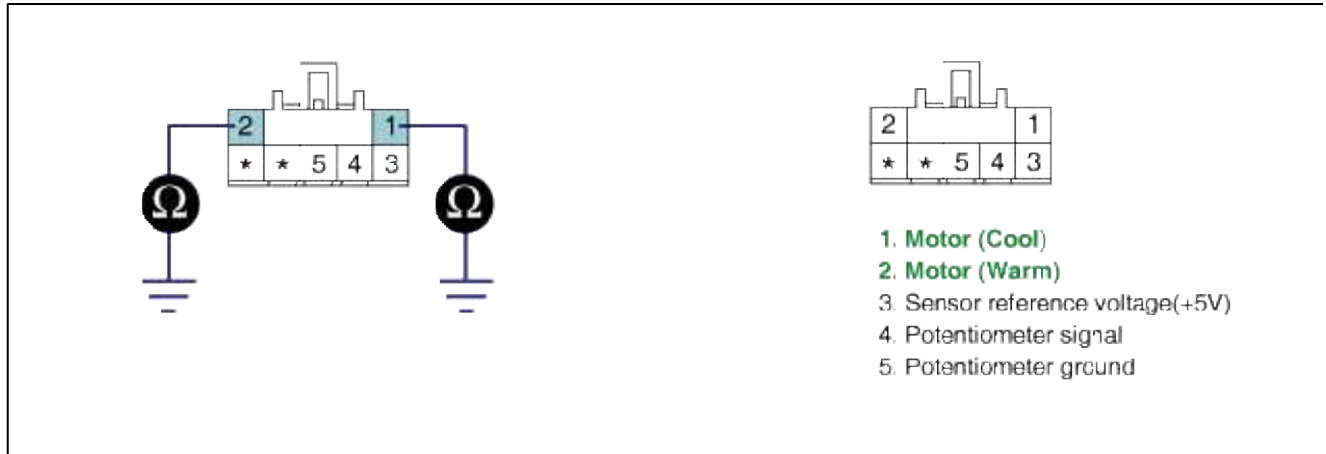 2 1
* * 5 4 3
Ω Ω
2 1
* * 5 4 3
1. Motor (Cool)
2. Motor (Warm)
3. Sensor reference voltage(+5V)
4. Potentiometer signal
5. Potentiometer ground